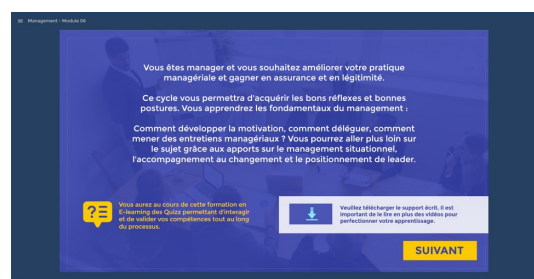 Management - Module 06
Vous êtes manager et vous souhaitez améliorer votre pratique
managériale et gagner en assurance et en légitimité.
Ce cycle vous permettra d'acquérir les bons réflexes et bonnes
postures. Vous apprendrez les fondamentaux du management :
Comment développer la motivation, comment déléguer, comment
mener des entretiens managériaux ? Vous pourrez aller plus loin sur
le sujet grâce aux apports sur le management situationnel,
l'accompagnement au changement et le positionnement de leader.
?
Vous aurez au cours de cette formation en
E-learning des Quizz permettant d'interagir
et de valider vos compétences tout au long
du processus.
Veuillez télécharger le support écrit. Il est
important de le lire en plus des vidéos pour
perfectionner votre apprentissage.
SUIVANT